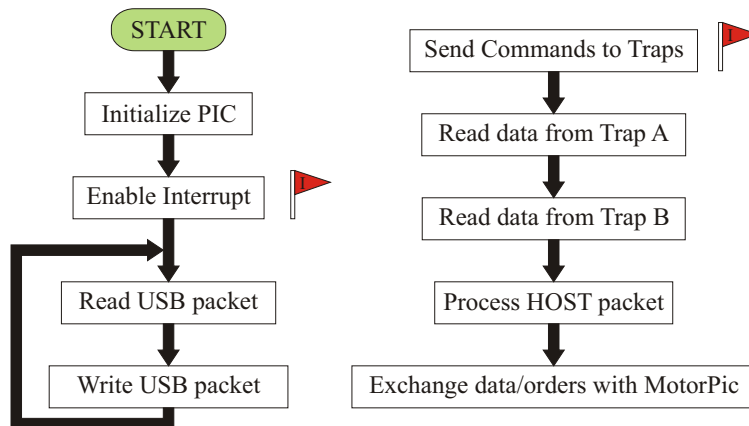 START
Initialize PIC
Enable Interrupt
I
Read USB packet
Write USB packet
Send Commands to Traps
I
Read data from Trap A
Read data from Trap B
Process HOST packet
Exchange data/orders with MotorPic